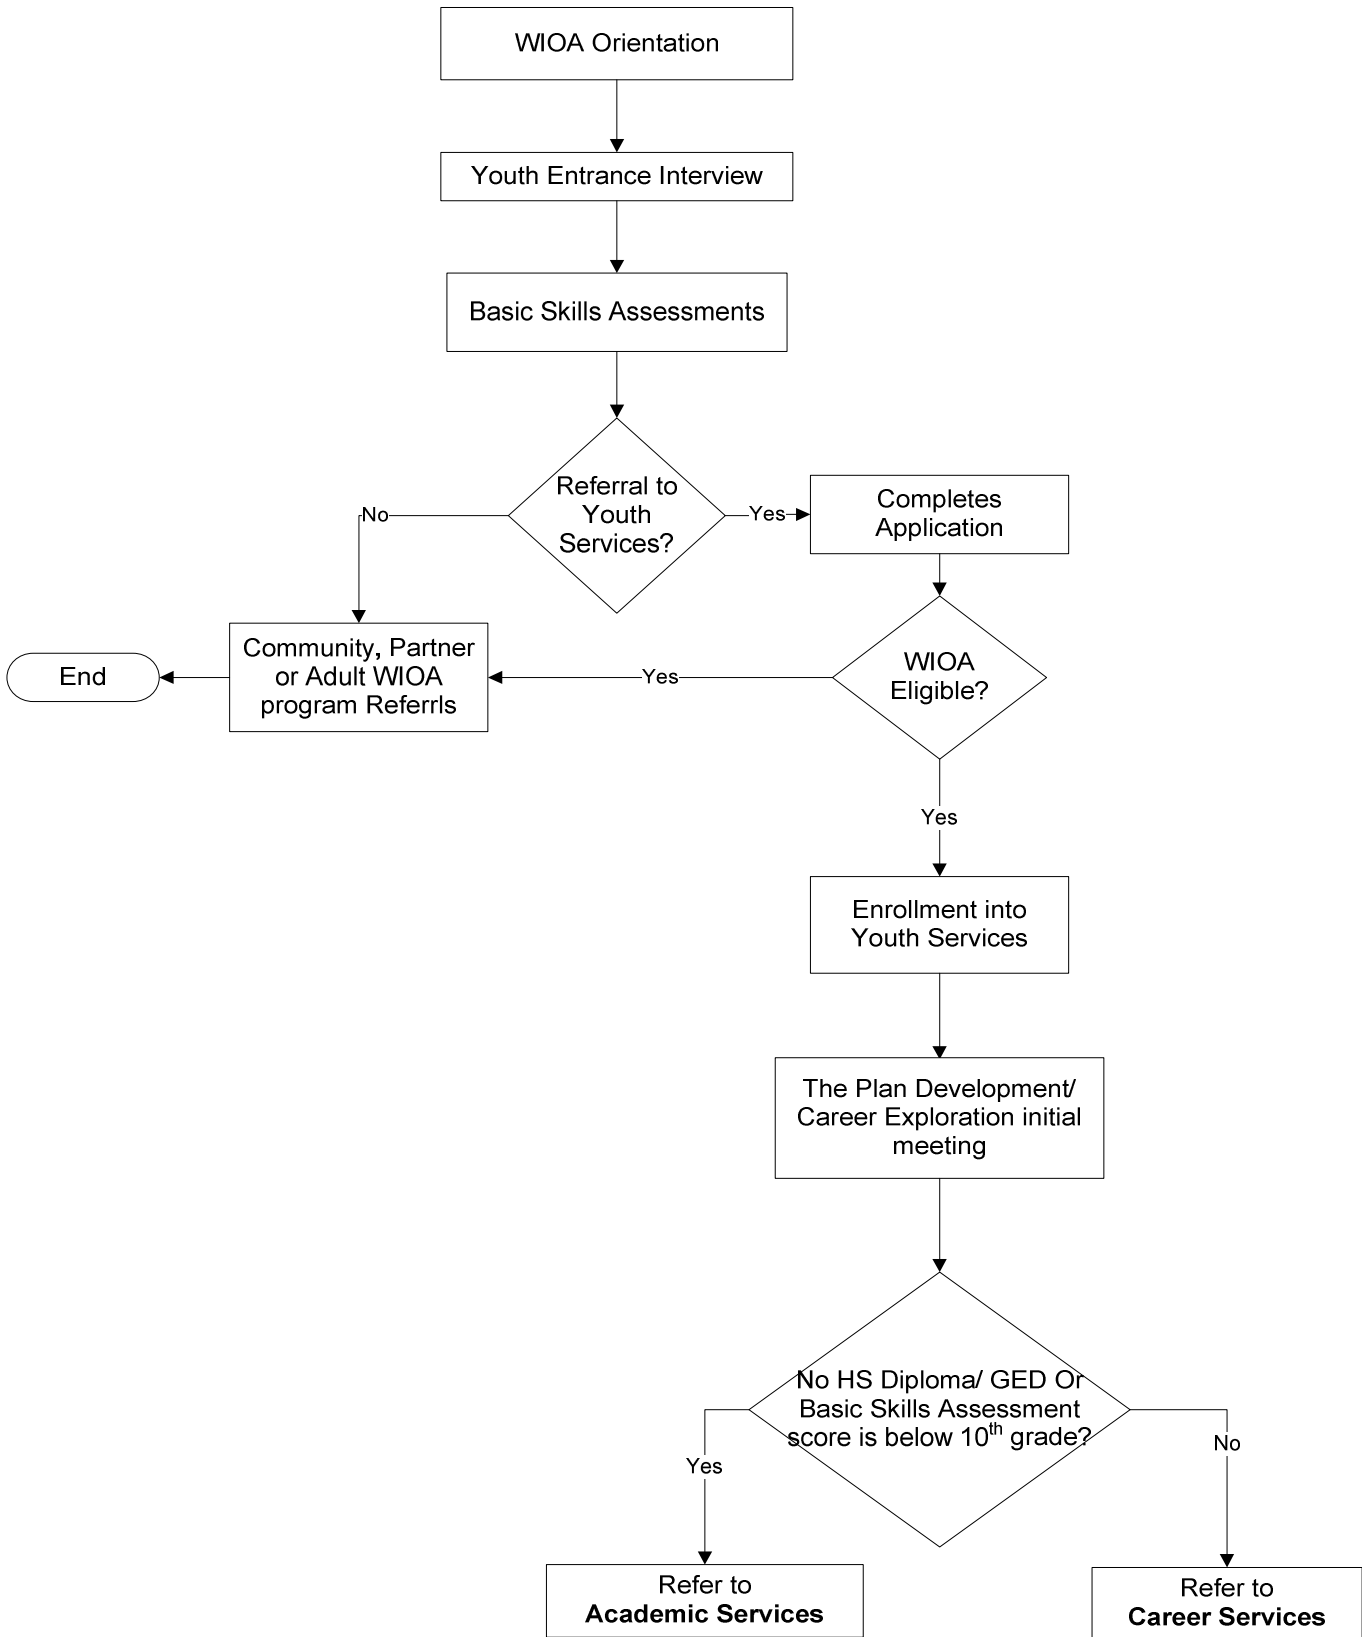 WIOA Orientation
Youth Entrance Interview
Basic Skills Assessments
Referral to
Youth
Services?
No
Yes
Completes
Application
Community, Partner
or Adult WIOA
program Referrls
End
Yes
WIOA
Eligible?
Yes
Enrollment into
Youth Services
The Plan Development/
Career Exploration initial
meeting
No HS Diploma/ GED Or
Basic Skills Assessment
score is below 10th grade?
Yes
No
Refer to
Academic Services
Refer to
Career Services